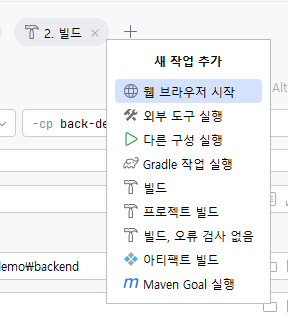 2. 빌드
새 작업 추가
웹 브라우저 시작
외부 도구 실행
Alt
-cp back-de
다른 구성 실행
Gradle 작업 실행
빌드
프로젝트 빌드
빌드, 오류 검사 없음
demo\backend
아티팩트 빌드
Maven Goal 실행